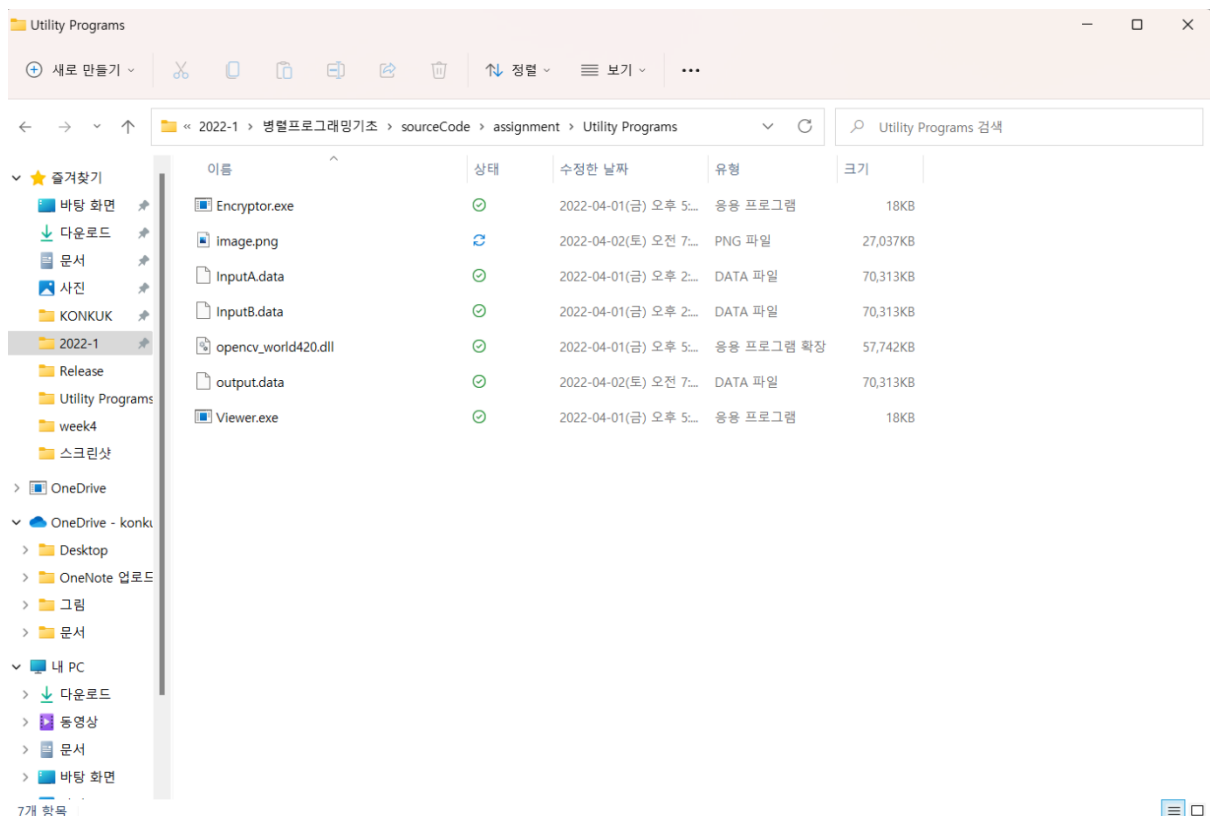 Utility Programs
새로 만들기 정렬 보기
« 2022-1 > 병렬프로그래밍기초 > sourceCode > assignment > Utility Programs
Utility Programs 검색
즐겨찾기
바탕 화면
다운로드
문서
사진
KONKUK
2022-1
Release
Utility Programs
week4
스크린샷
OneDrive
OneDrive - konku
Desktop
OneNote 업로드
그림
문서
내 PC
다운로드
동영상
문서
바탕 화면
이름 상태 수정한 날짜 유형 크기
Encryptor.exe 2022-04-01(금) 오후 5:... 응용 프로그램 18KB
image.png 2022-04-02(토) 오전 7:... PNG 파일 27,037KB
InputA.data 2022-04-01(금) 오후 2:... DATA 파일 70,313KB
InputB.data 2022-04-01(금) 오후 2:... DATA 파일 70,313KB
opencv_world420.dll 2022-04-01(금) 오후 5:... 응용 프로그램 확장 57,742KB
output.data 2022-04-02(토) 오전 7:... DATA 파일 70,313KB
Viewer.exe 2022-04-01(금) 오후 5:... 응용 프로그램 18KB
7개 항목